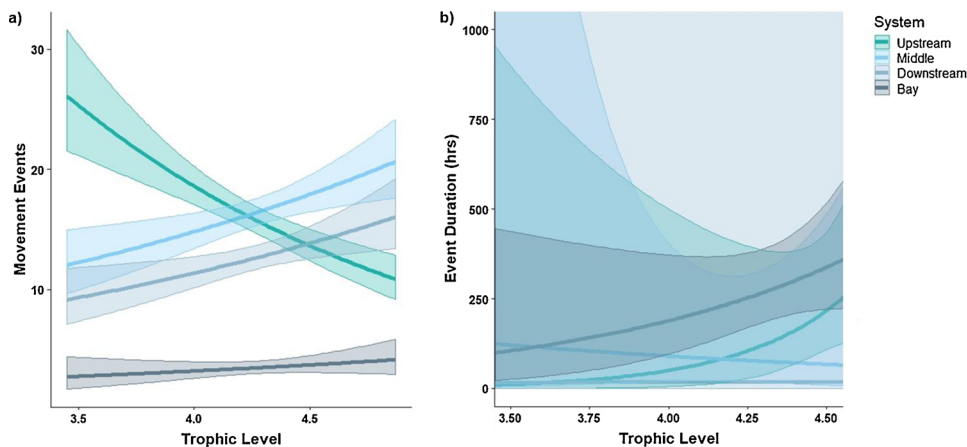 a)
30
20
10
Movement Events
3.5 4.0 4.5
Trophic Level
b)
1000
750
500
250
0
Event Duration (hrs)
3.50 3.75 4.00 4.25 4.50
Trophic Level
System
Upstream
Middle
Downstream
Bay